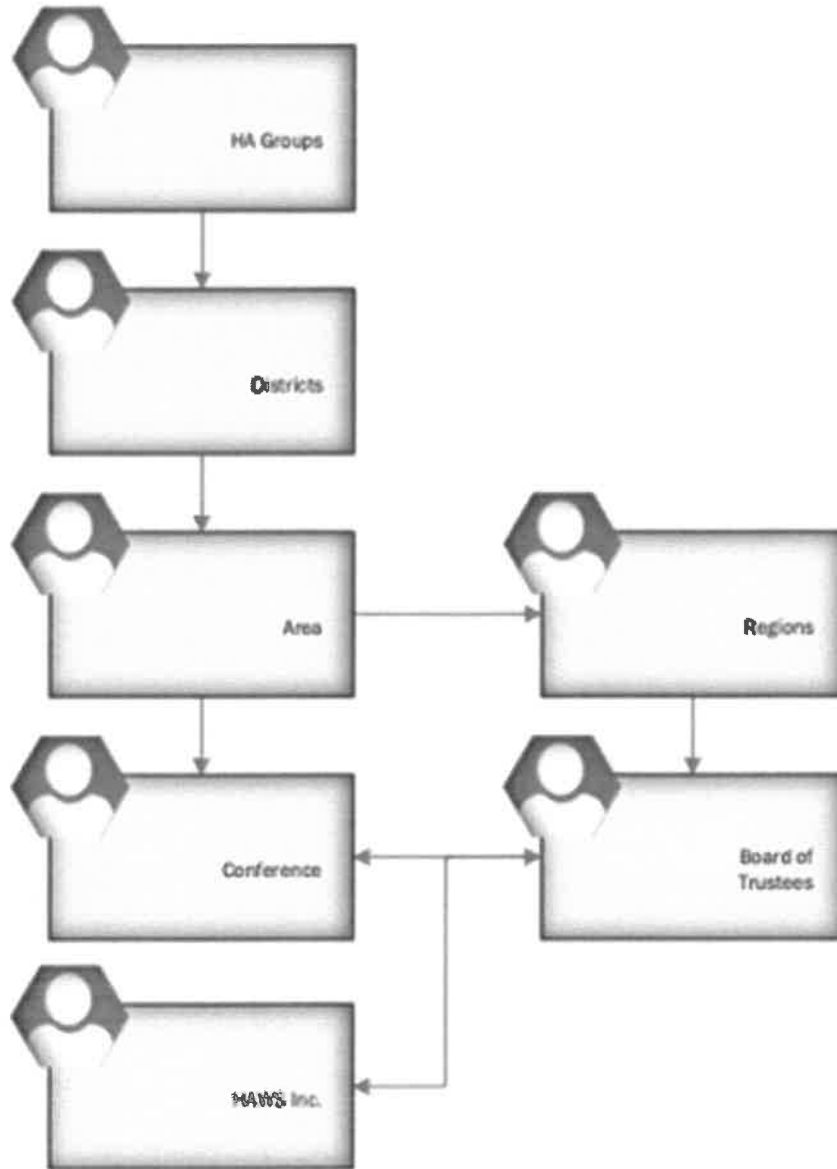 HA Groups
Districts
Area
Regions
Conference
Board of
Trustees
HAWS Inc.